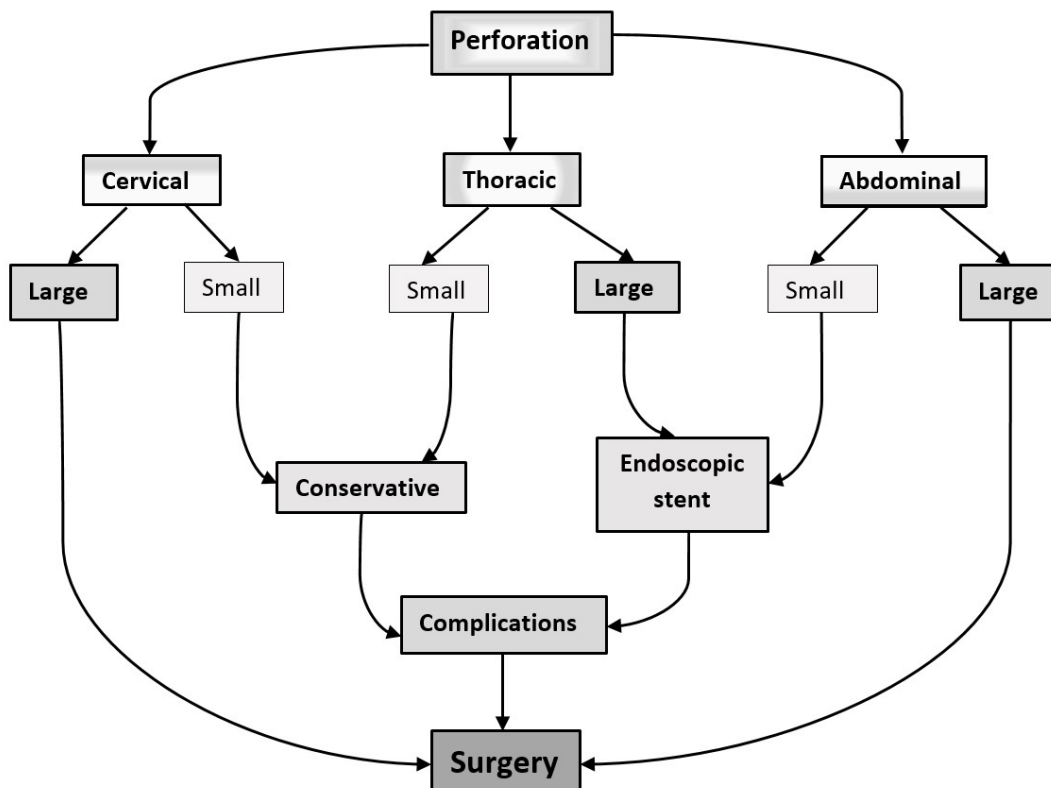 Perforation
Cervical
Thoracic
Abdominal
Large
Small
Small
Large
Small
Large
Conservative
Endoscopic
stent
Complications
Surgery